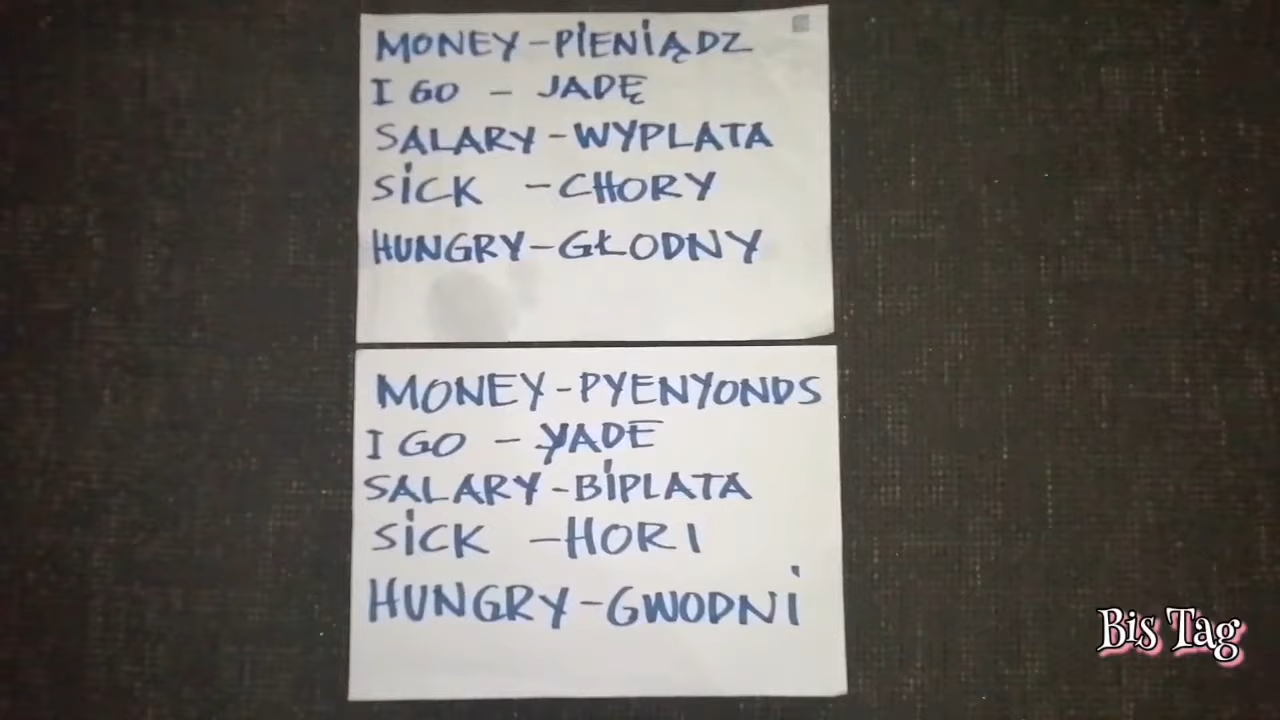 MONEY - PIENIĄDZ
I GO - JADĘ
SALARY - WYPLATA
SICK - CHORY
HUNGRY - GŁODNY
MONEY - PYENYONDS
I GO - YADE
SALARY - BIPLATA
SICK - HORI
HUNGRY - GWODNI
Bis Tag